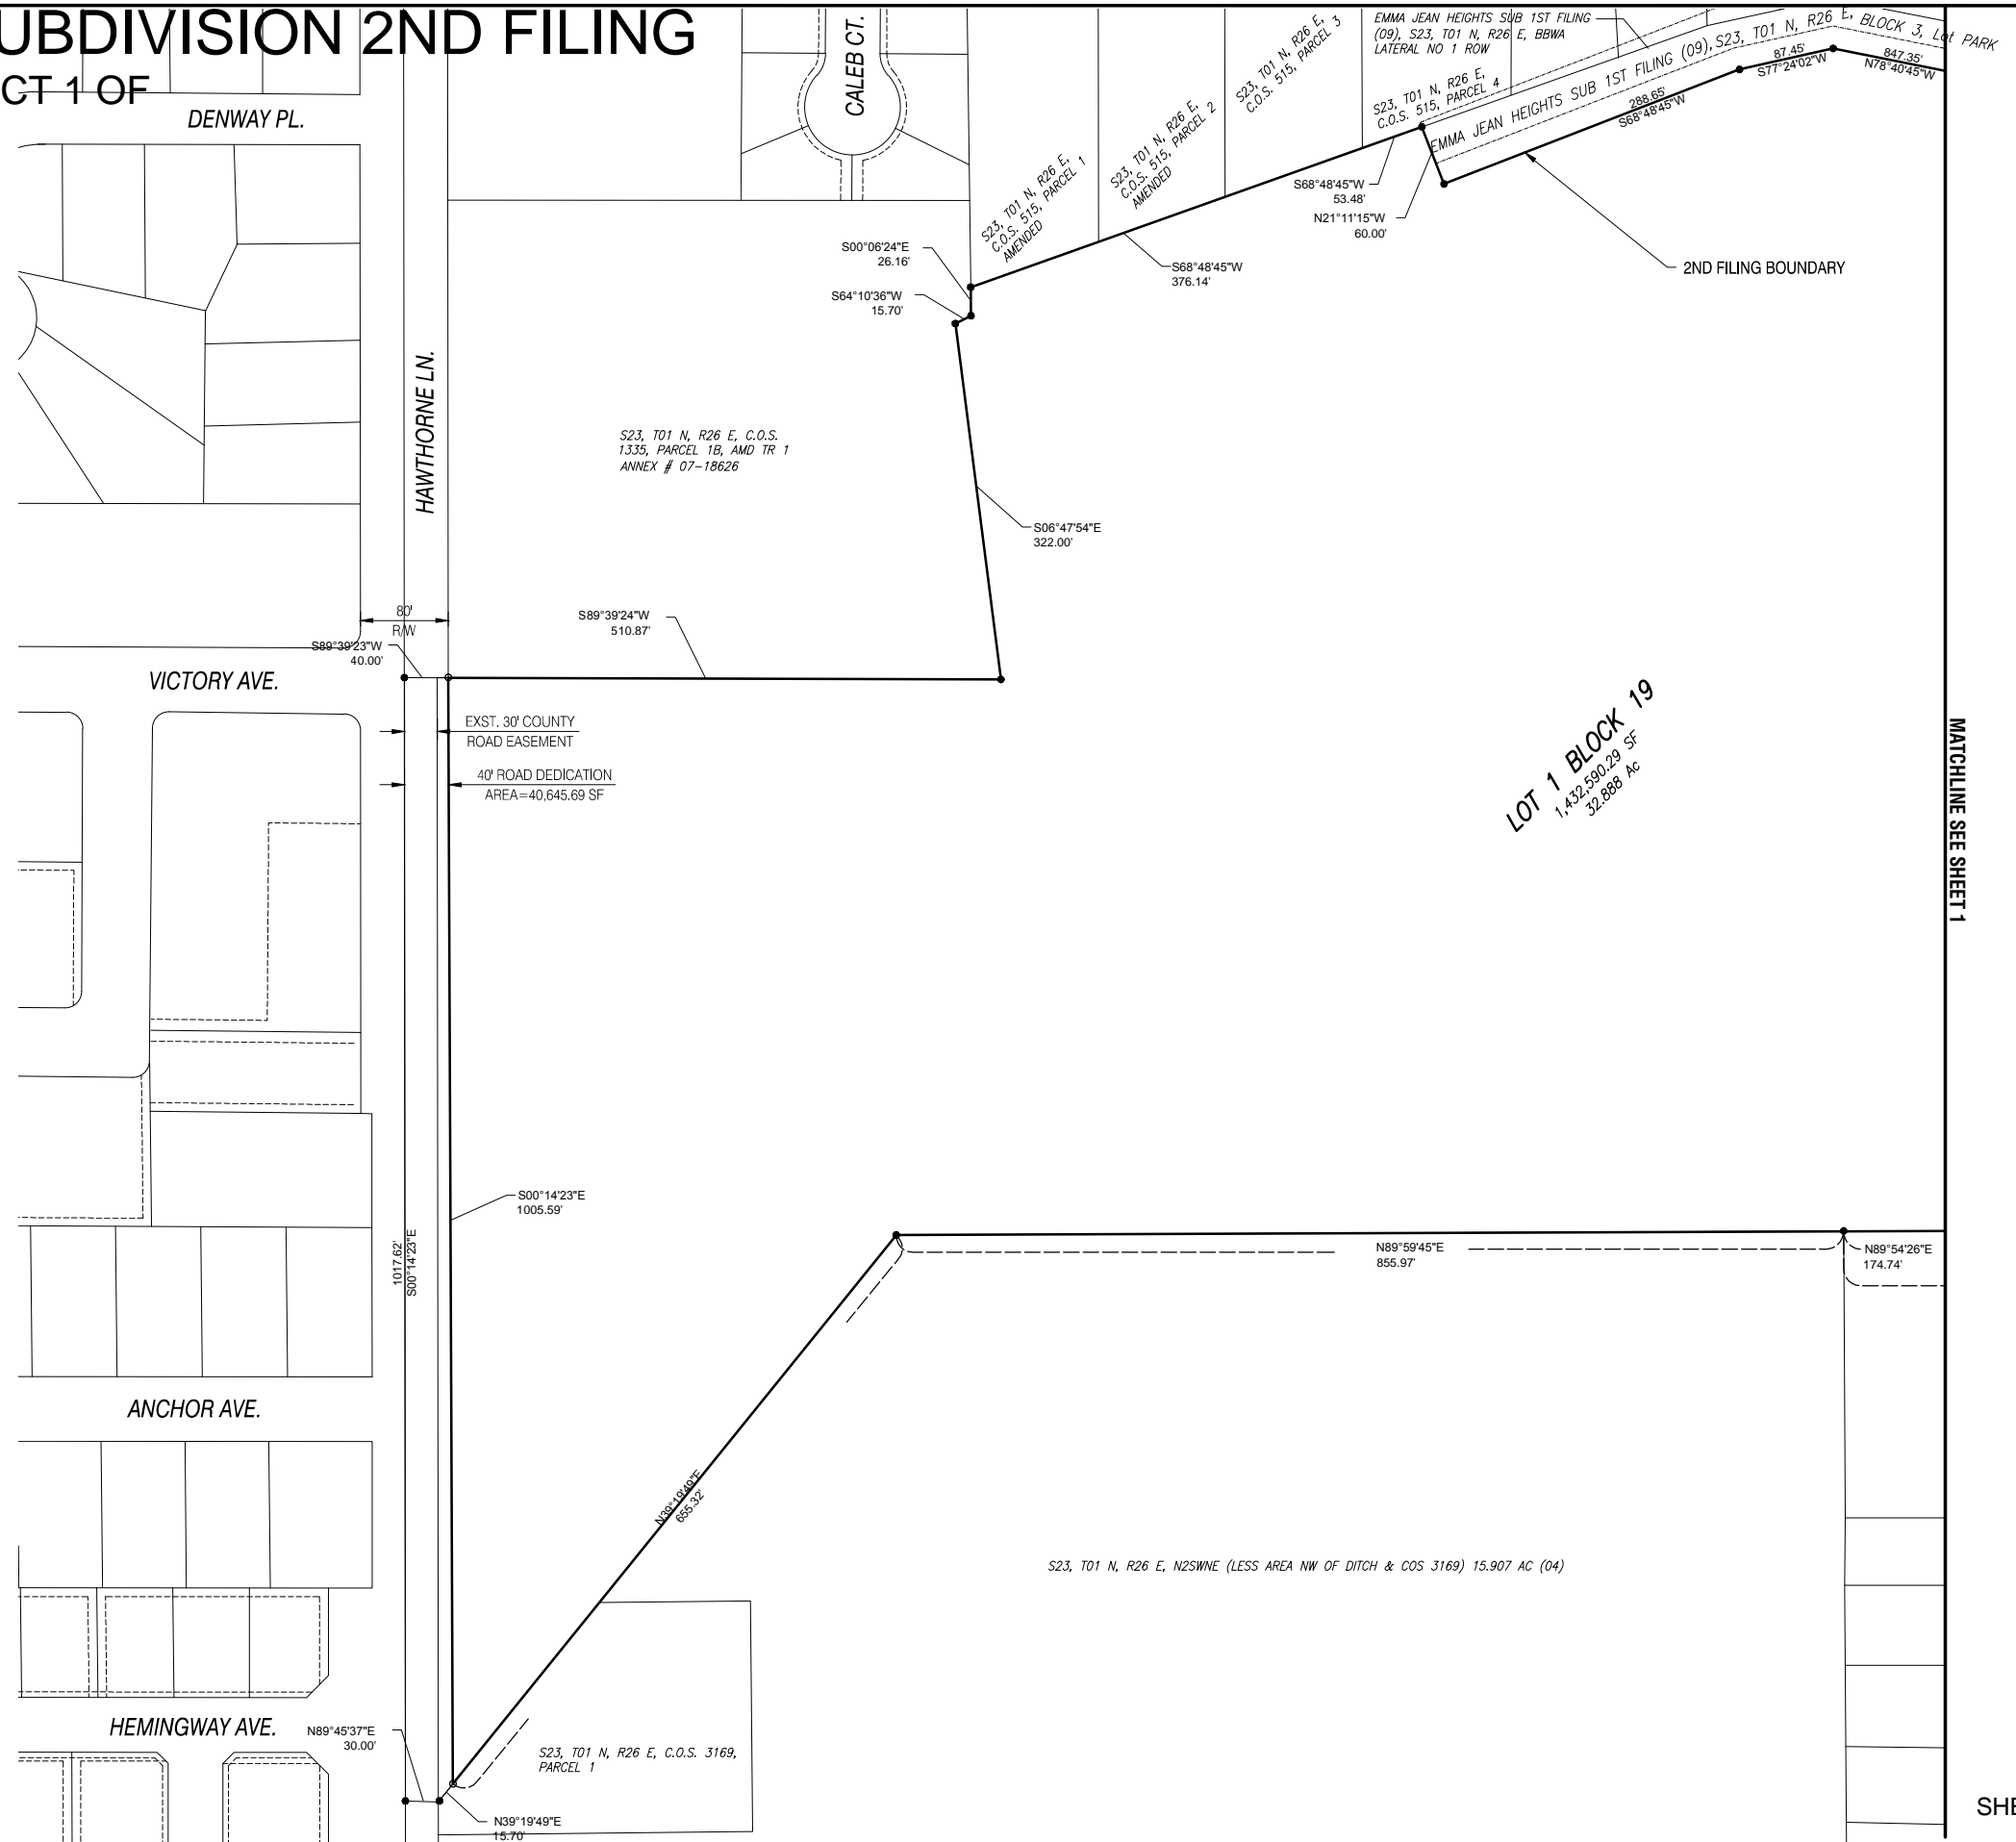 UBDIVISION 2ND FILING
CT 1 OF
DENWAY PL.
CALEB CT.
S23, T01 N, R26 E,
C.O.S. 515, PARCEL 1
AMENDED
S23, T01 N, R26 E,
C.O.S. 515, PARCEL 2
AMENDED
S23, T01 N, R26 E,
C.O.S. 515, PARCEL 3
EMMA JEAN HEIGHTS SUB 1ST FILING
(09), S23, T01 N, R26 E, BBWA
LATERAL NO 1 ROW
S23, T01 N, R26 E,
C.O.S. 515, PARCEL 4
EMMA JEAN HEIGHTS SUB 1ST FILING (09), S23, T01 N, R26 E, BLOCK 3, Lot PARK
87.45'
S77°24'02"W
847.35'
N78°40'45"W
288.65'
S68°48'45"W
S68°48'45"W
53.48'
N21°11'15"W
60.00'
S00°06'24"E
26.16'
S68°48'45"W
376.14'
2ND FILING BOUNDARY
S64°10'36"W
15.70'
HAWTHORNE LN.
S23, T01 N, R26 E, C.O.S.
1335, PARCEL 1B, AMD TR 1
ANNEX # 07-18626
S06°47'54"E
322.00'
80'
R/W
S89°39'24"W
510.87'
S89°39'23"W
40.00'
VICTORY AVE.
EXST. 30' COUNTY
ROAD EASEMENT
40' ROAD DEDICATION
AREA=40,645.69 SF
LOT 1 BLOCK 19
1,432,590.29 SF
32.888 Ac
MATCHLINE SEE SHEET 1
S00°14'23"E
1005.59'
1017.62'
S00°14'23"E
N89°59'45"E
855.97'
N89°54'26"E
174.74'
ANCHOR AVE.
N39°19'49"E
655.32'
S23, T01 N, R26 E, N2SWNE (LESS AREA NW OF DITCH & COS 3169) 15.907 AC (04)
HEMINGWAY AVE.
N89°45'37"E
30.00'
S23, T01 N, R26 E, C.O.S. 3169,
PARCEL 1
N39°19'49"E
15.70'
SHE